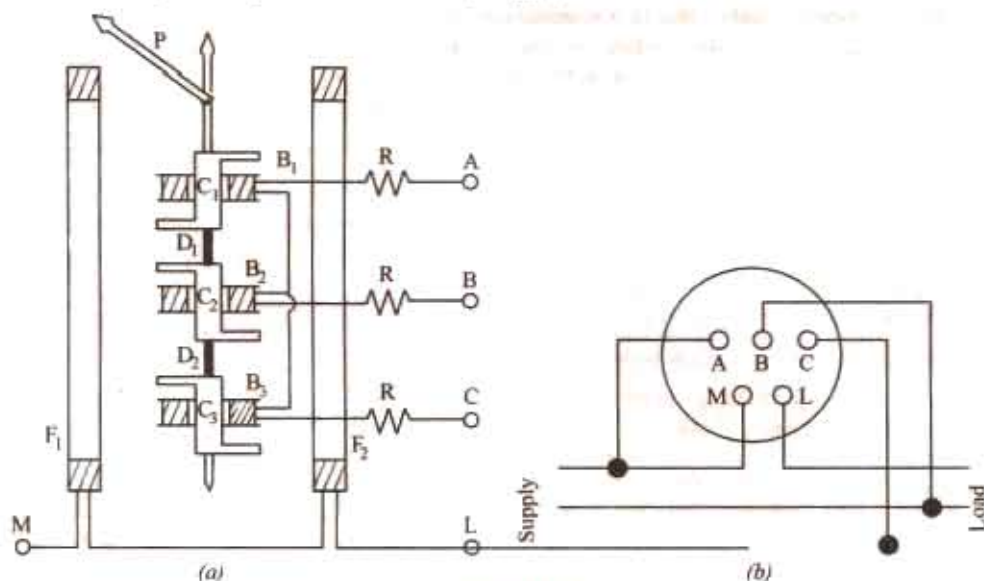 P
B₁ R A
C₁
D₁
B₂ R B
C₂
D₂
B₃ R C
C₃
F₁ F₂
M L
(a)
A B C
M L
Supply
Load
(b)